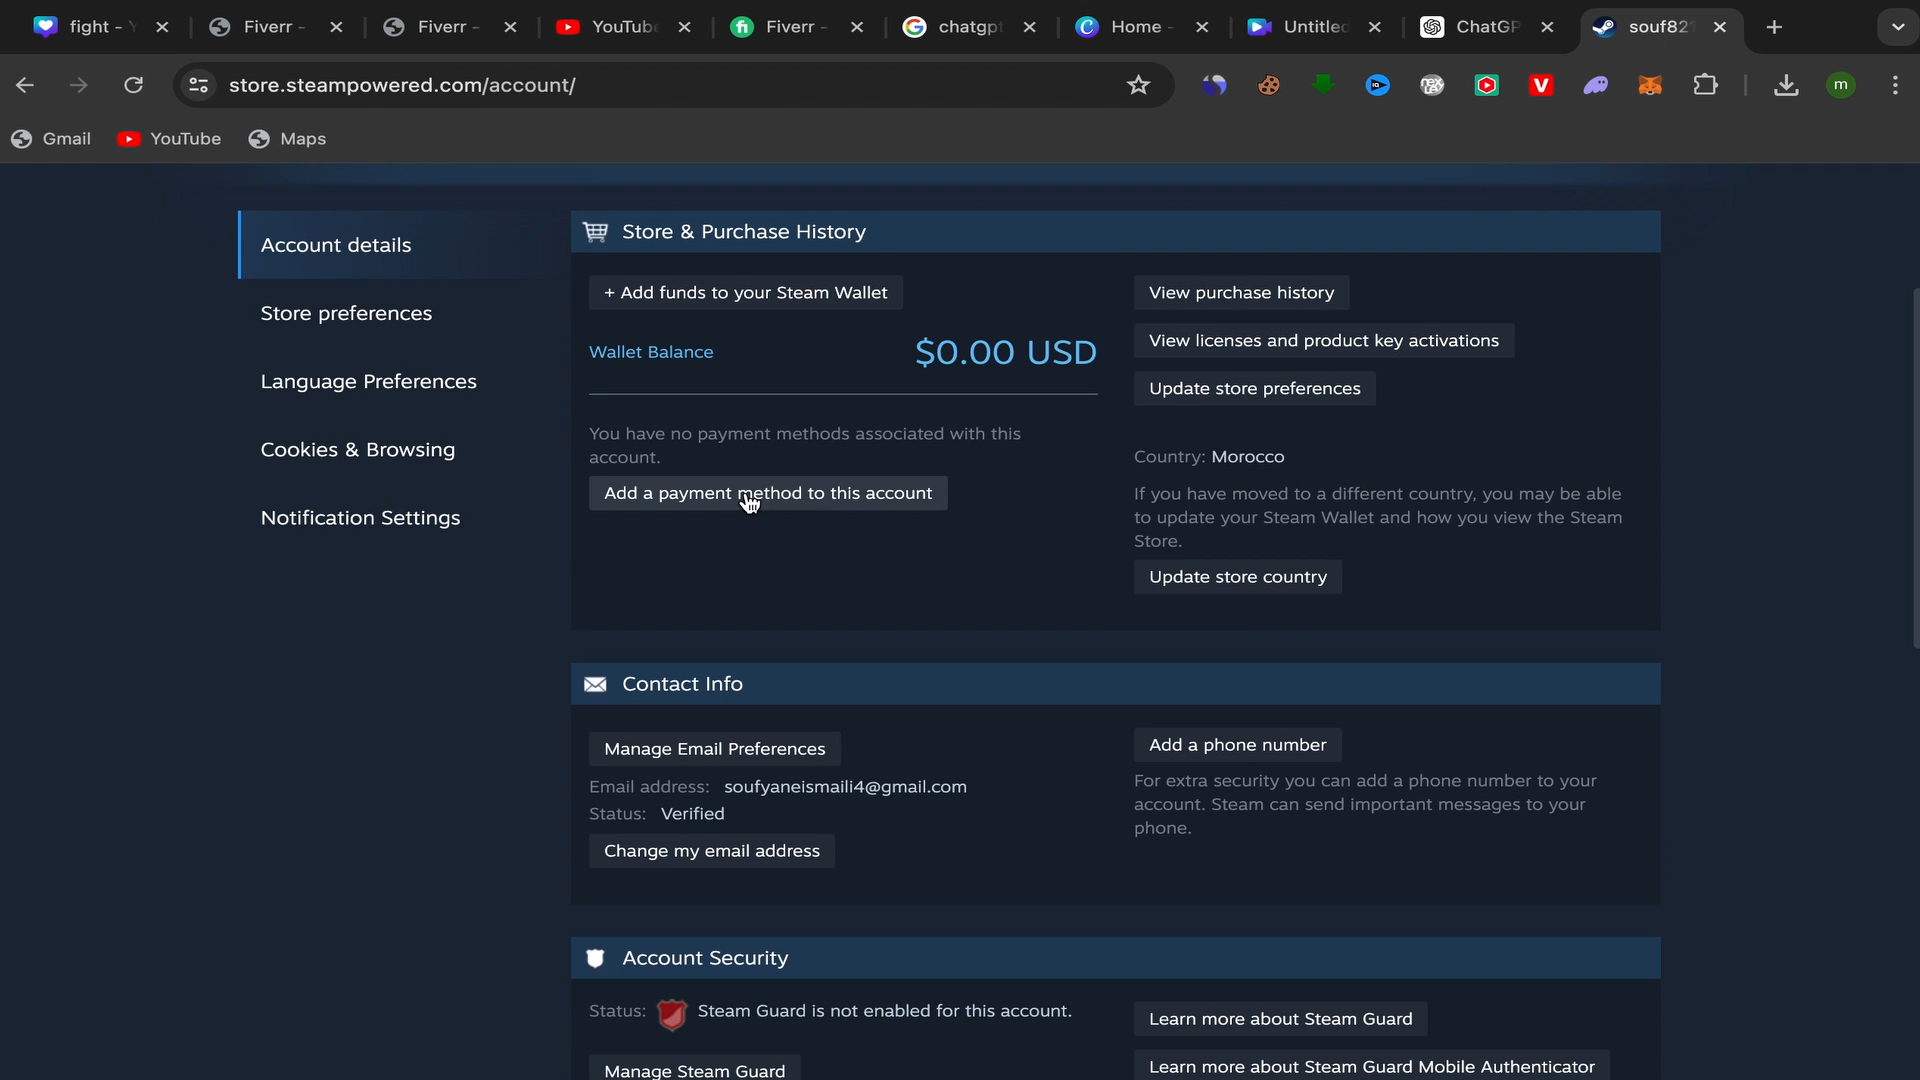 fight - Y
Fiverr -
Fiverr -
YouTube
Fiverr -
chatgpt
Home -
Untitled
ChatGP
souf821
store.steampowered.com/account/
m
Gmail
YouTube
Maps
Account details
Store preferences
Language Preferences
Cookies & Browsing
Notification Settings
Store & Purchase History
+ Add funds to your Steam Wallet
Wallet Balance $0.00 USD
You have no payment methods associated with this
account.
Add a payment method to this account
View purchase history
View licenses and product key activations
Update store preferences
Country: Morocco
If you have moved to a different country, you may be able
to update your Steam Wallet and how you view the Steam
Store.
Update store country
Contact Info
Manage Email Preferences
Email address: soufyaneismaili4@gmail.com
Status: Verified
Change my email address
Add a phone number
For extra security you can add a phone number to your
account. Steam can send important messages to your
phone.
Account Security
Status: Steam Guard is not enabled for this account.
Manage Steam Guard
Learn more about Steam Guard
Learn more about Steam Guard Mobile Authenticator